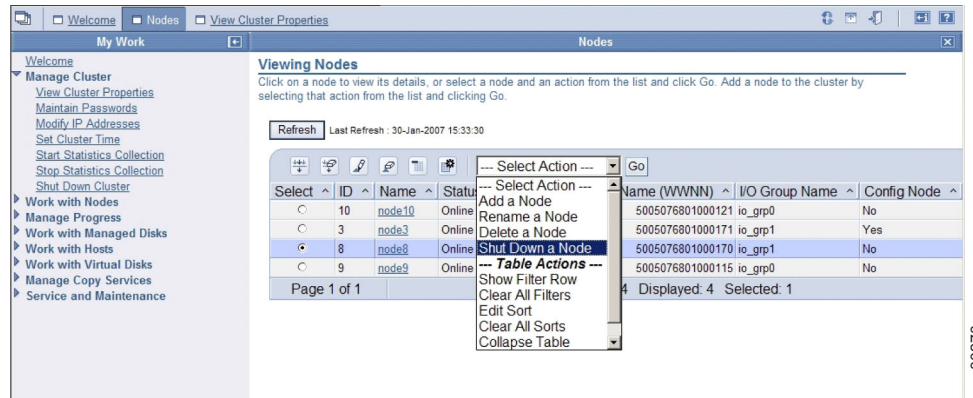 Welcome Nodes View Cluster Properties
My Work
Nodes
Welcome
Manage Cluster
View Cluster Properties
Maintain Passwords
Modify IP Addresses
Set Cluster Time
Start Statistics Collection
Stop Statistics Collection
Shut Down Cluster
Work with Nodes
Manage Progress
Work with Managed Disks
Work with Hosts
Work with Virtual Disks
Manage Copy Services
Service and Maintenance
Viewing Nodes
Click on a node to view its details, or select a node and an action from the list and click Go. Add a node to the cluster by
selecting that action from the list and clicking Go.
Refresh Last Refresh : 30-Jan-2007 15:33:30
--- Select Action --- Go
Select ID Name Status Name (WWNN) I/O Group Name Config Node
10 node10 Online 5005076801000121 io_grp0 No
3 node3 Online 5005076801000171 io_grp1 Yes
8 node8 Online 5005076801000170 io_grp1 No
9 node9 Online 5005076801000115 io_grp0 No
Page 1 of 1 4 Displayed: 4 Selected: 1
--- Select Action ---
Add a Node
Rename a Node
Delete a Node
Shut Down a Node
--- Table Actions ---
Show Filter Row
Clear All Filters
Edit Sort
Clear All Sorts
Collapse Table